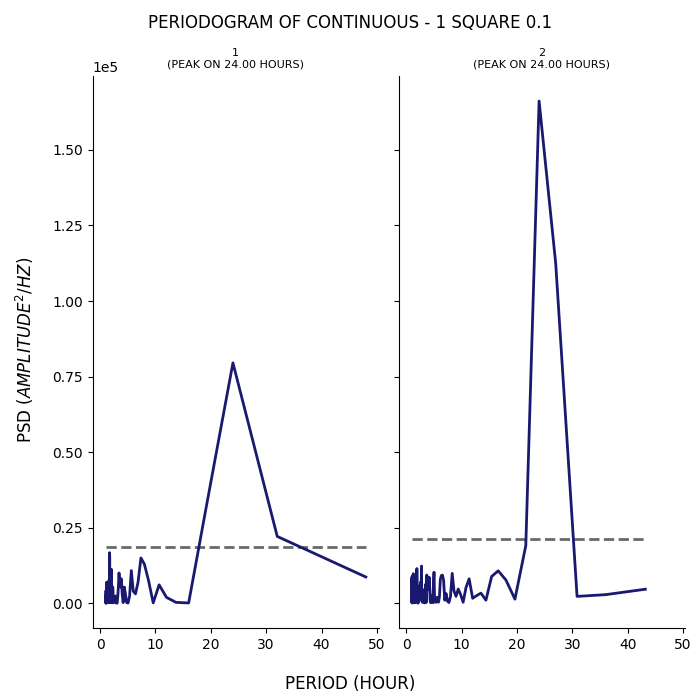 PERIODOGRAM OF CONTINUOUS - 1 SQUARE 0.1
1
(PEAK ON 24.00 HOURS)
2
(PEAK ON 24.00 HOURS)
1e5
1.50
1.25
1.00
0.75
0.50
0.25
0.00
PSD (AMPLITUDE²/HZ)
0 10 20 30 40 50
0 10 20 30 40 50
PERIOD (HOUR)